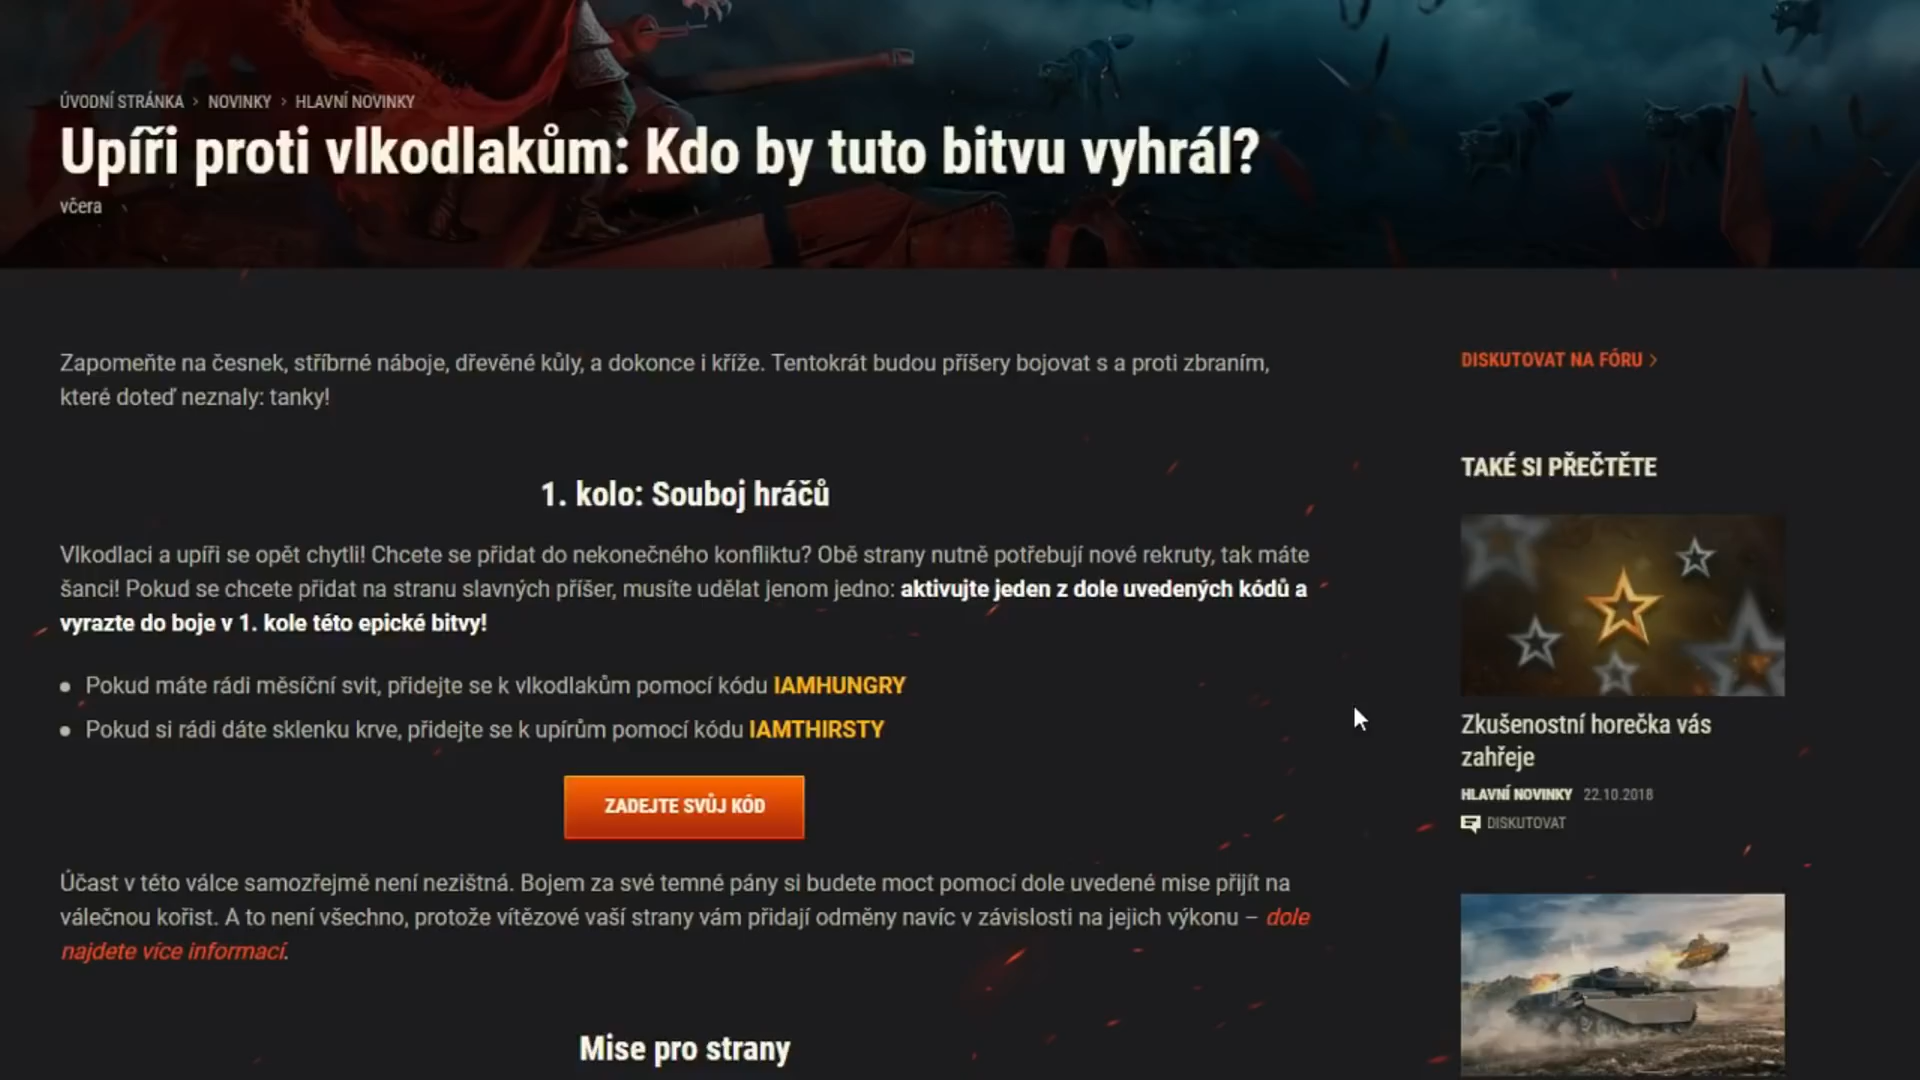 ÚVODNÍ STRÁNKA > NOVINKY > HLAVNÍ NOVINKY
Upíři proti vlkodlakům: Kdo by tuto bitvu vyhrál?
včera
Zapomeňte na česnek, stříbrné náboje, dřevěné kůly, a dokonce i kříže. Tentokrát budou příšery bojovat s a proti zbraním,
které doteď neznaly: tanky!
1. kolo: Souboj hráčů
Vlkodlaci a upíři se opět chytli! Chcete se přidat do nekonečného konfliktu? Obě strany nutně potřebují nové rekruty, tak máte
šanci! Pokud se chcete přidat na stranu slavných příšer, musíte udělat jenom jedno: aktivujte jeden z dole uvedených kódů a
vyrazte do boje v 1. kole této epické bitvy!
Pokud máte rádi měsíční svit, přidejte se k vlkodlakům pomocí kódu IAMHUNGRY
Pokud si rádi dáte sklenku krve, přidejte se k upírům pomocí kódu IAMTHIRSTY
ZADEJTE SVŮJ KÓD
Účast v této válce samozřejmě není nezištná. Bojem za své temné pány si budete moct pomocí dole uvedené mise přijít na
válečnou kořist. A to není všechno, protože vítězové vaší strany vám přidají odměny navíc v závislosti na jejich výkonu – dole
najdete více informací.
Mise pro strany
DISKUTOVAT NA FÓRU >
TAKÉ SI PŘEČTĚTE
Zkušenostní horečka vás
zahřeje
HLAVNÍ NOVINKY 22.10.2018
DISKUTOVAT